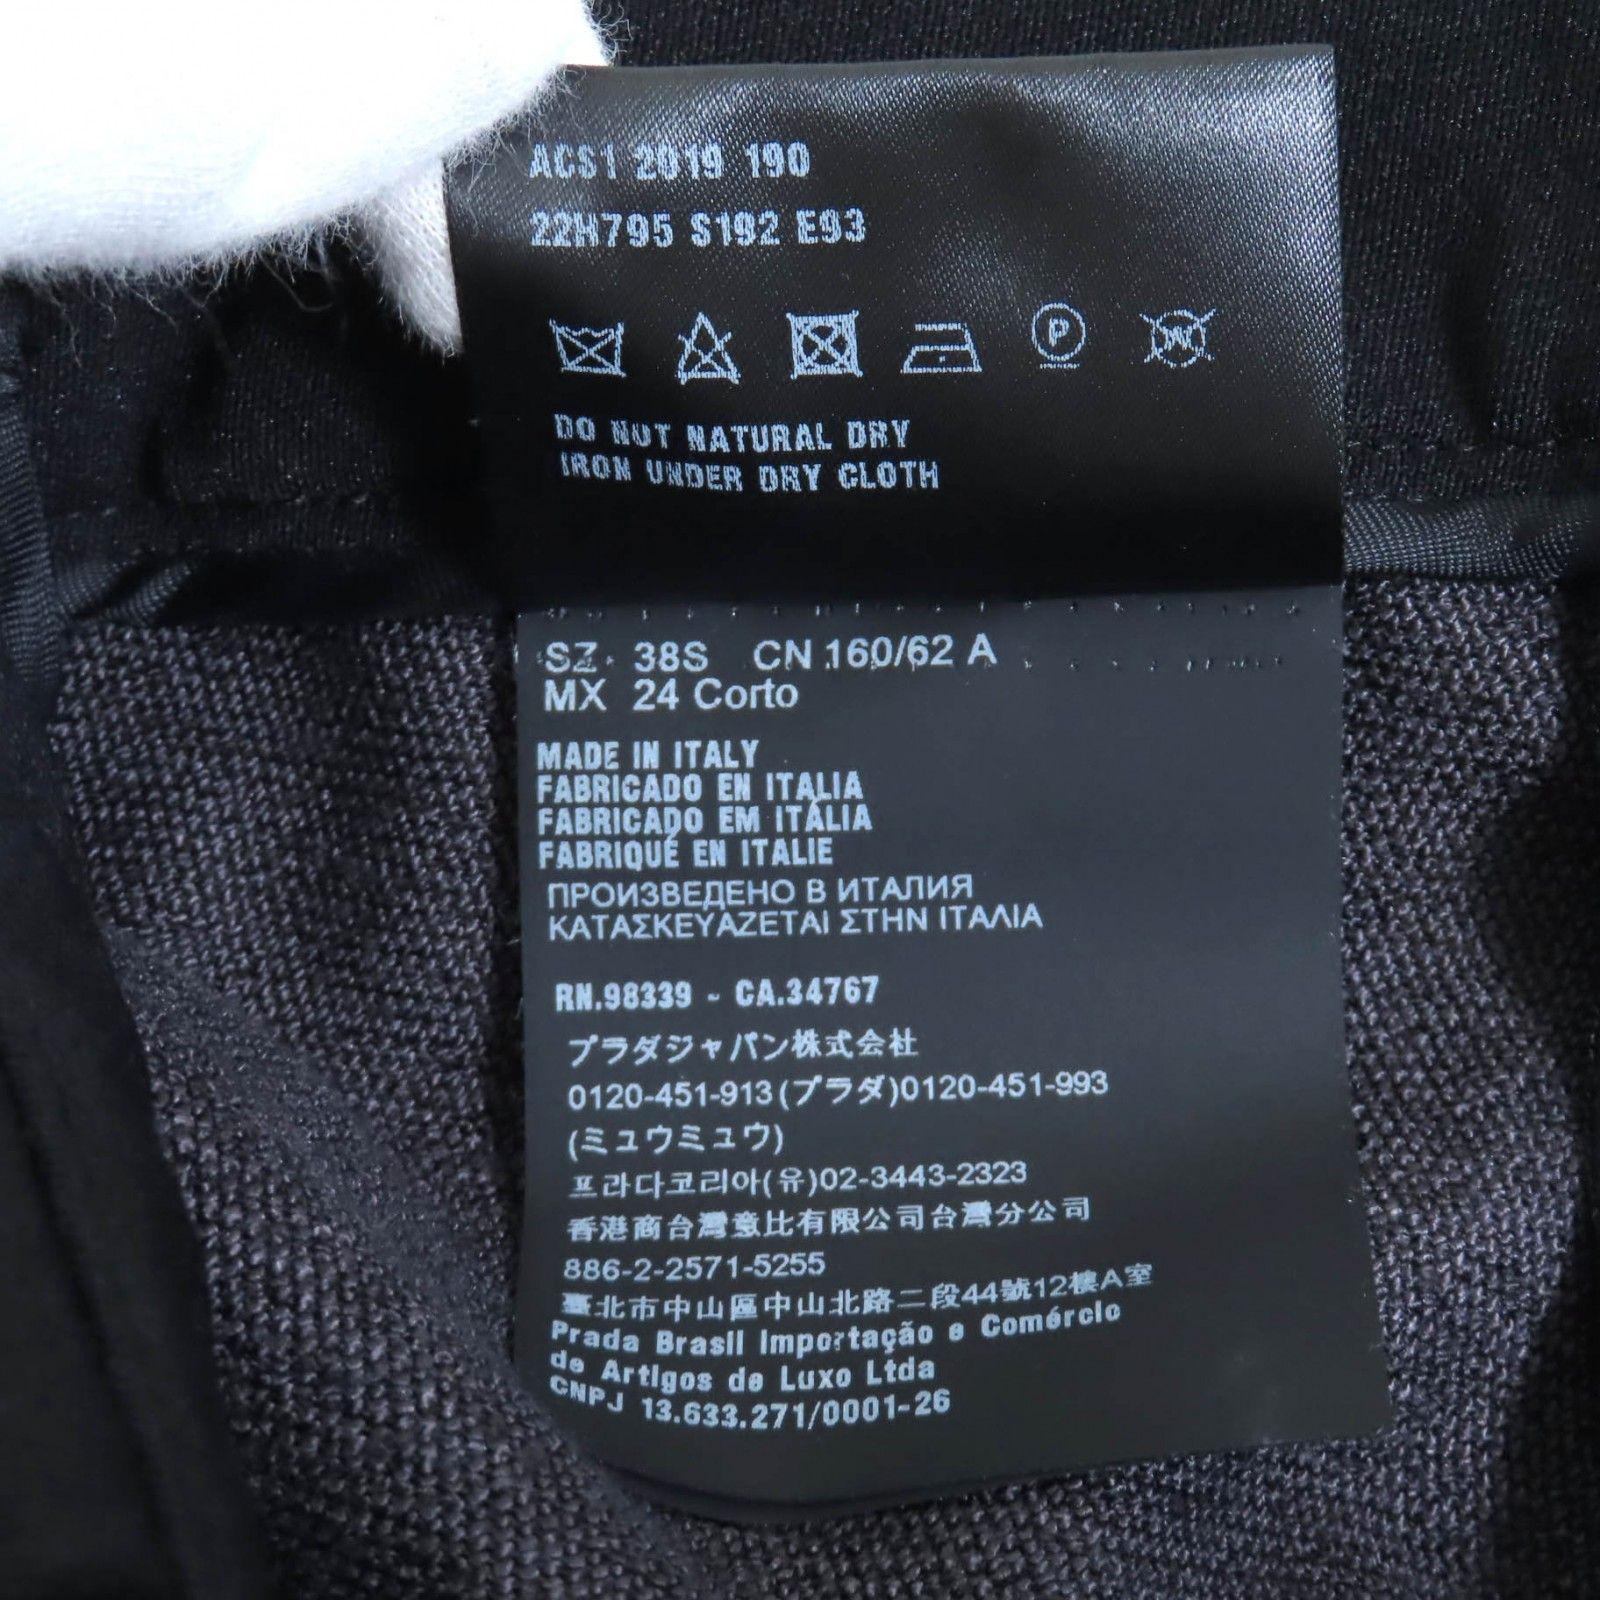 ACS1 2019 190
22H795 S192 E93
P W
DO NOT NATURAL DRY
IRON UNDER DRY CLOTH
SZ. 38S CN 160/62 A
MX 24 Corto
MADE IN ITALY
FABRICADO EN ITALIA
FABRICADO EM ITÁLIA
FABRIQUÉ EN ITALIE
ПРОИЗВЕДЕНО В ИТАЛИЯ
ΚΑΤΑΣΚΕΥΑΖΕΤΑΙ ΣΤΗΝ ΙΤΑΛΙΑ
RN.98339 - CA.34767
プラダジャパン株式会社
0120-451-913(プラダ)0120-451-993
(ミュウミュウ)
프라다코리아(유)02-3443-2323
香港商台灣意比有限公司台灣分公司
886-2-2571-5255
臺北市中山區中山北路二段44號12樓A室
Prada Brasil Importação e Comércio
de Artigos de Luxo Ltda
CNPJ 13.633.271/0001-26